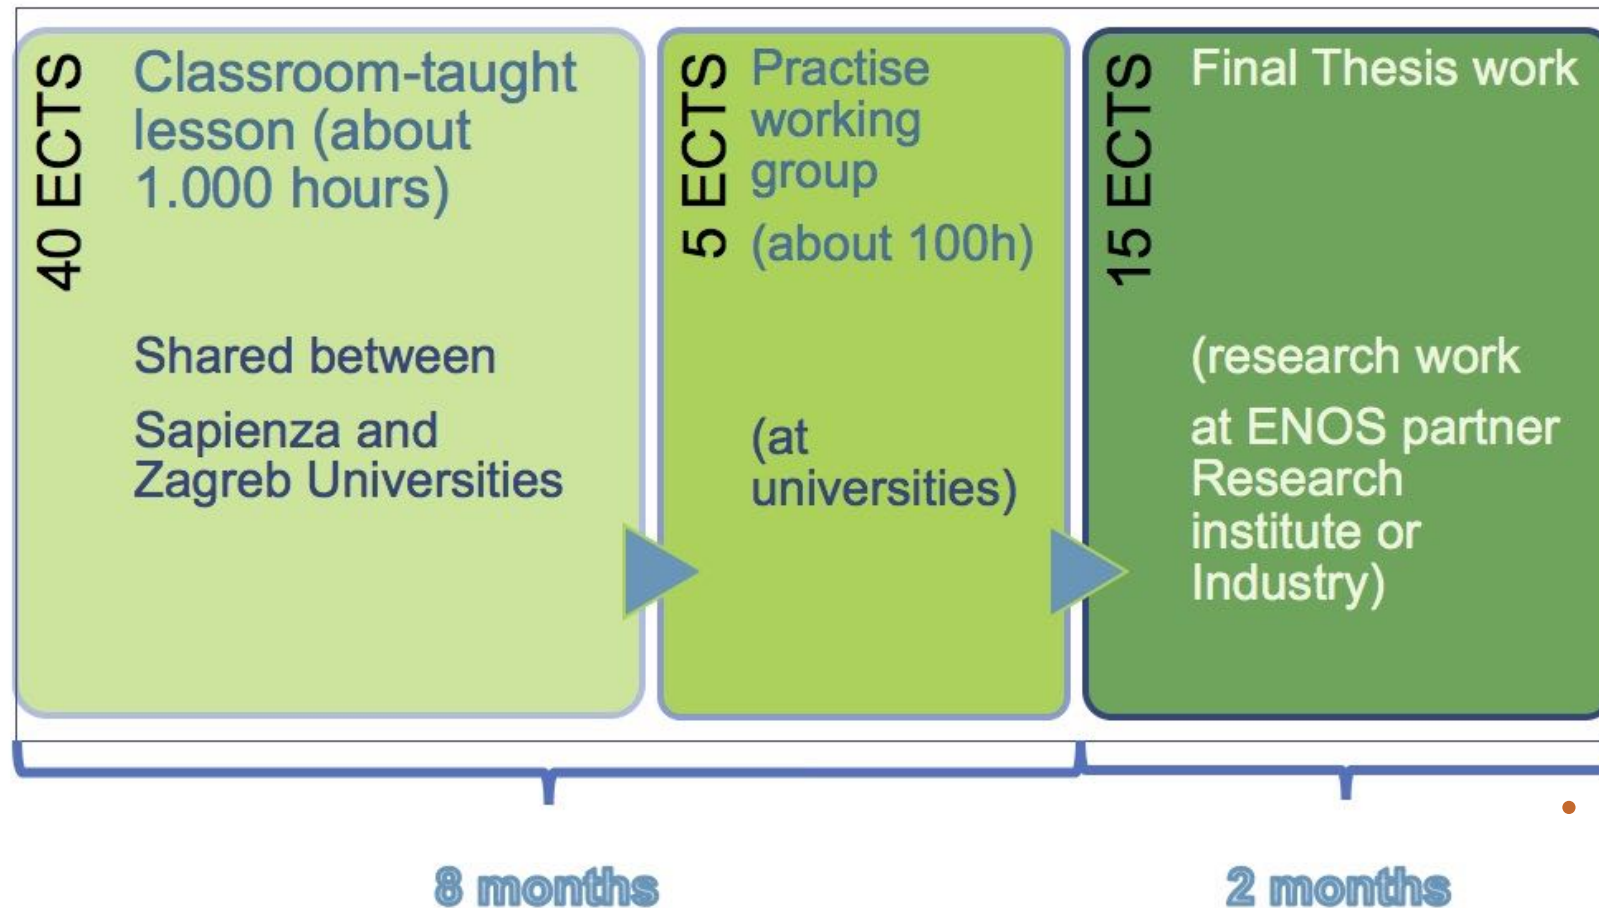 40 ECTS
Classroom-taught
lesson (about
1.000 hours)
Shared between
Sapienza and
Zagreb Universities
5 ECTS
Practise
working
group
(about 100h)
(at
universities)
15 ECTS
Final Thesis work
(research work
at ENOS partner
Research
institute or
Industry)
8 months
2 months